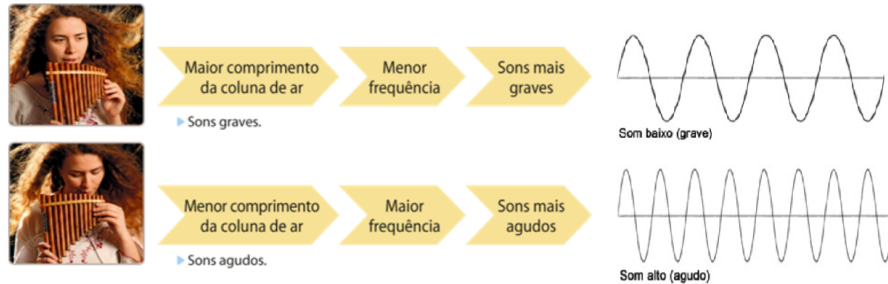 Maior comprimento
da coluna de ar
Menor
frequência
Sons mais
graves
Sons graves.
Som baixo (grave)
Menor comprimento
da coluna de ar
Maior
frequência
Sons mais
agudos
Sons agudos.
Som alto (agudo)